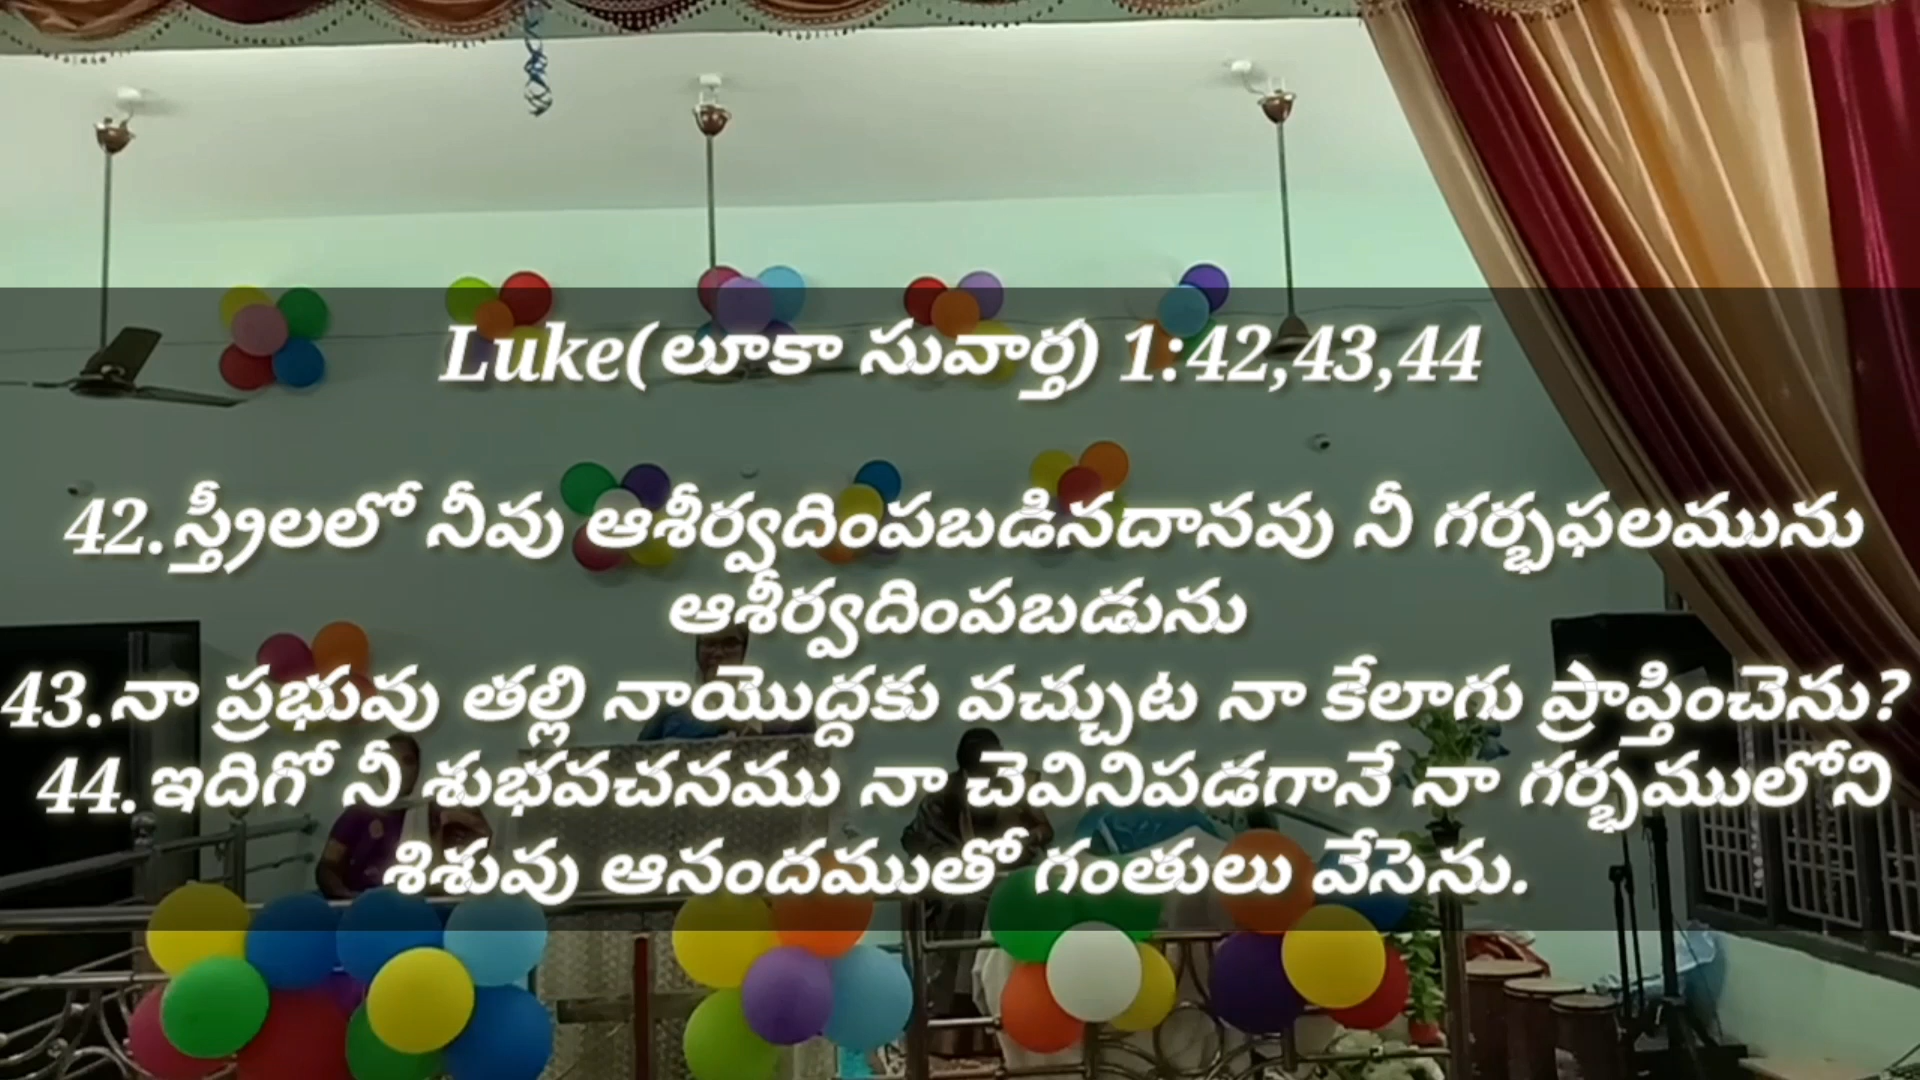 Luke(లూకా సువార్త) 1:42,43,44
42.స్త్రీలలో నీవు ఆశీర్వదింపబడినదానవు నీ గర్భఫలమును
ఆశీర్వదింపబడును
43.నా ప్రభువు తల్లి నాయొద్దకు వచ్చుట నా కేలాగు ప్రాప్తించెను?
44.ఇదిగో నీ శుభవచనము నా చెవినిపడగానే నా గర్భములోని
శిశువు ఆనందముతో గంతులు వేసెను.